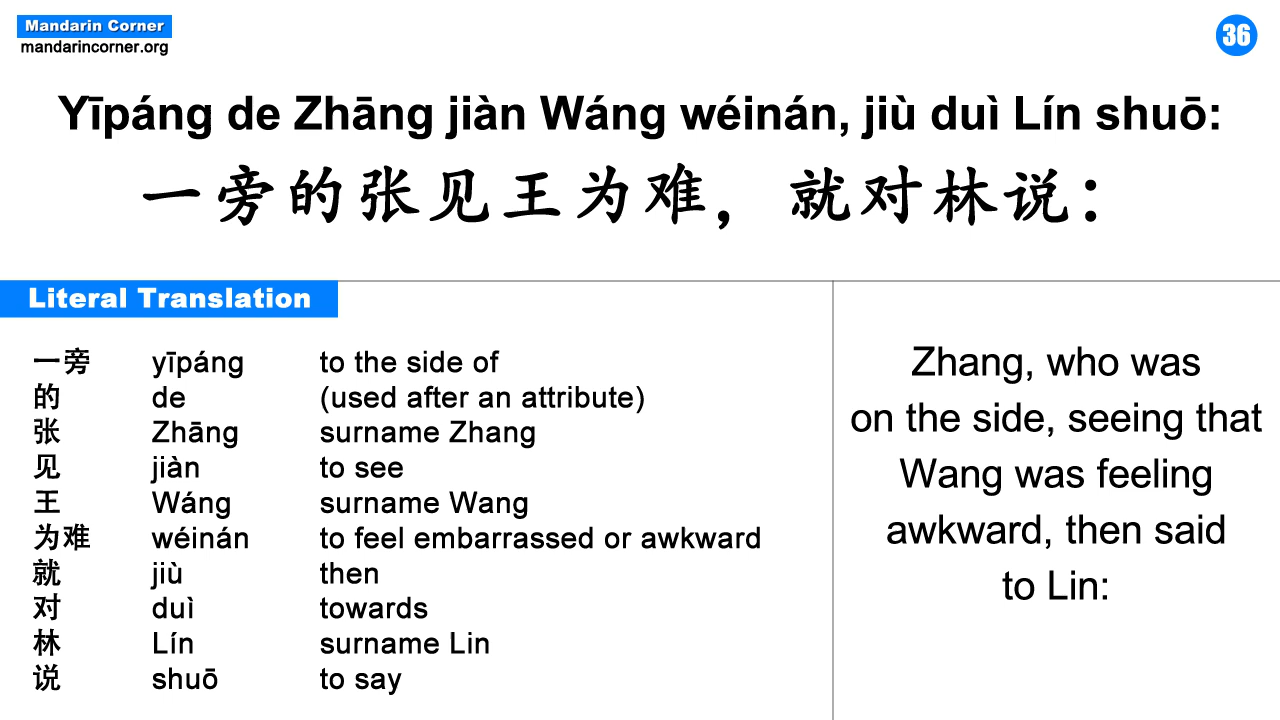 Mandarin Corner
mandarincorner.org
36
Yīpáng de Zhāng jiàn Wáng wéinán, jiù duì Lín shuō:
一旁的张见王为难，就对林说：
Literal Translation
一旁 yīpáng to the side of
的 de (used after an attribute)
张 Zhāng surname Zhang
见 jiàn to see
王 Wáng surname Wang
为难 wéinán to feel embarrassed or awkward
就 jiù then
对 duì towards
林 Lín surname Lin
说 shuō to say
Zhang, who was
on the side, seeing that
Wang was feeling
awkward, then said
to Lin: